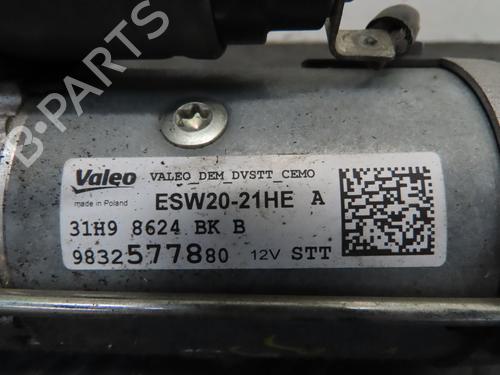 B-PARTS
Valeo
VALEO_DEM_DVSTT_CEMO
made in Poland
ESW20-21HE A
31H9 8624 BK B
9832577880 12V STT